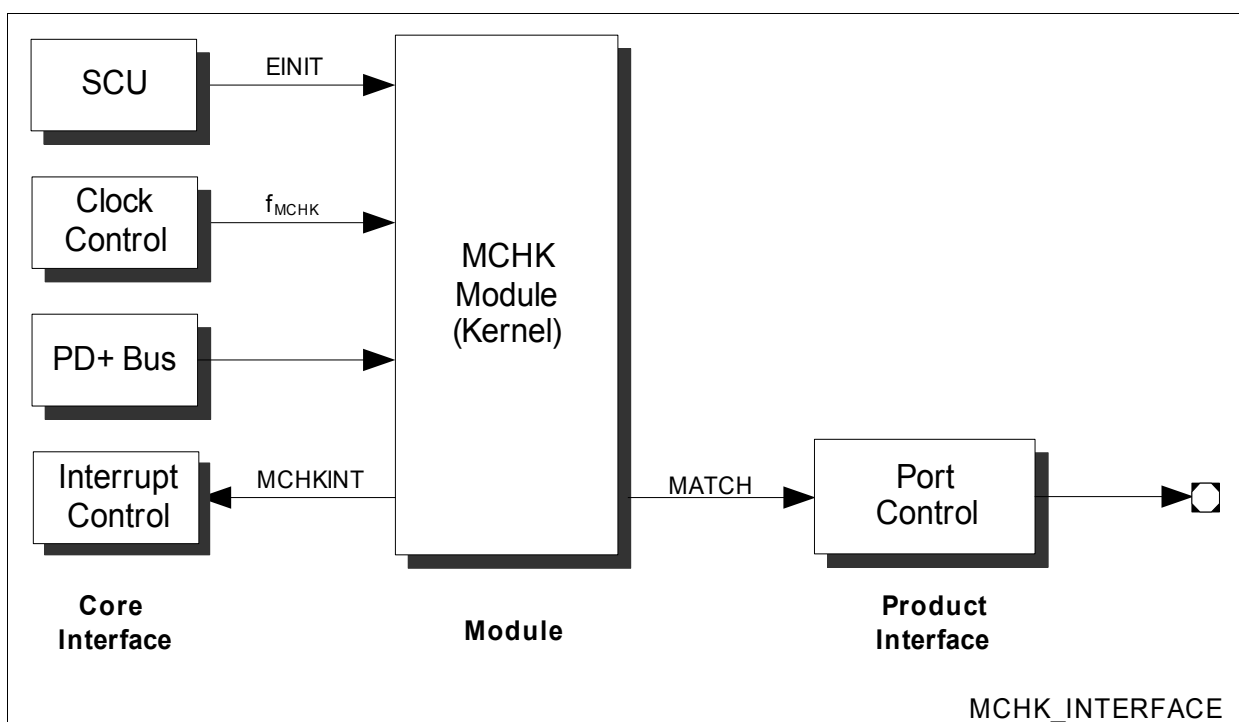 SCU
EINIT
Clock
Control
fMCHK
PD+ Bus
Interrupt
Control
MCHKINT
MCHK
Module
(Kernel)
MATCH
Port
Control
Core
Interface
Module
Product
Interface
MCHK_INTERFACE